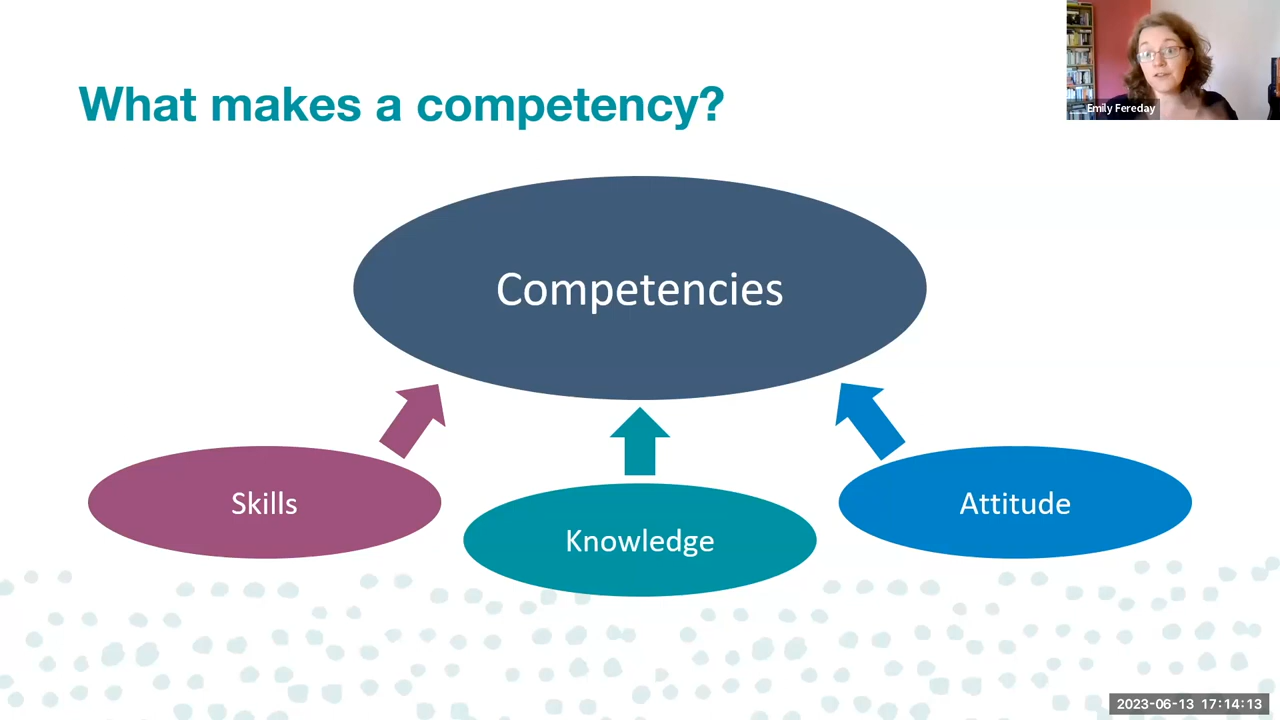 What makes a competency?
Emily Fereday
Competencies
Skills
Knowledge
Attitude
2023-06-13 17:14:13